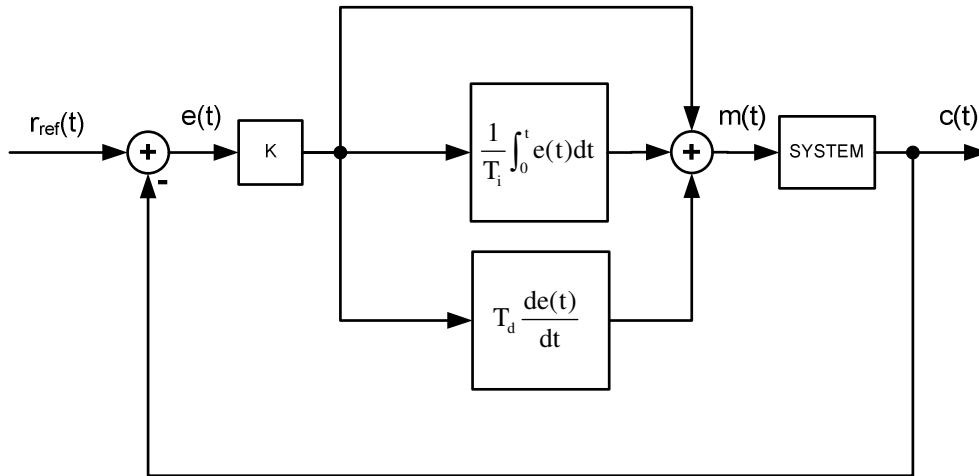 r_ref(t)
e(t)
K
1/T_i ∫_0^t e(t)dt
T_d de(t)/dt
+
-
+
m(t)
SYSTEM
c(t)